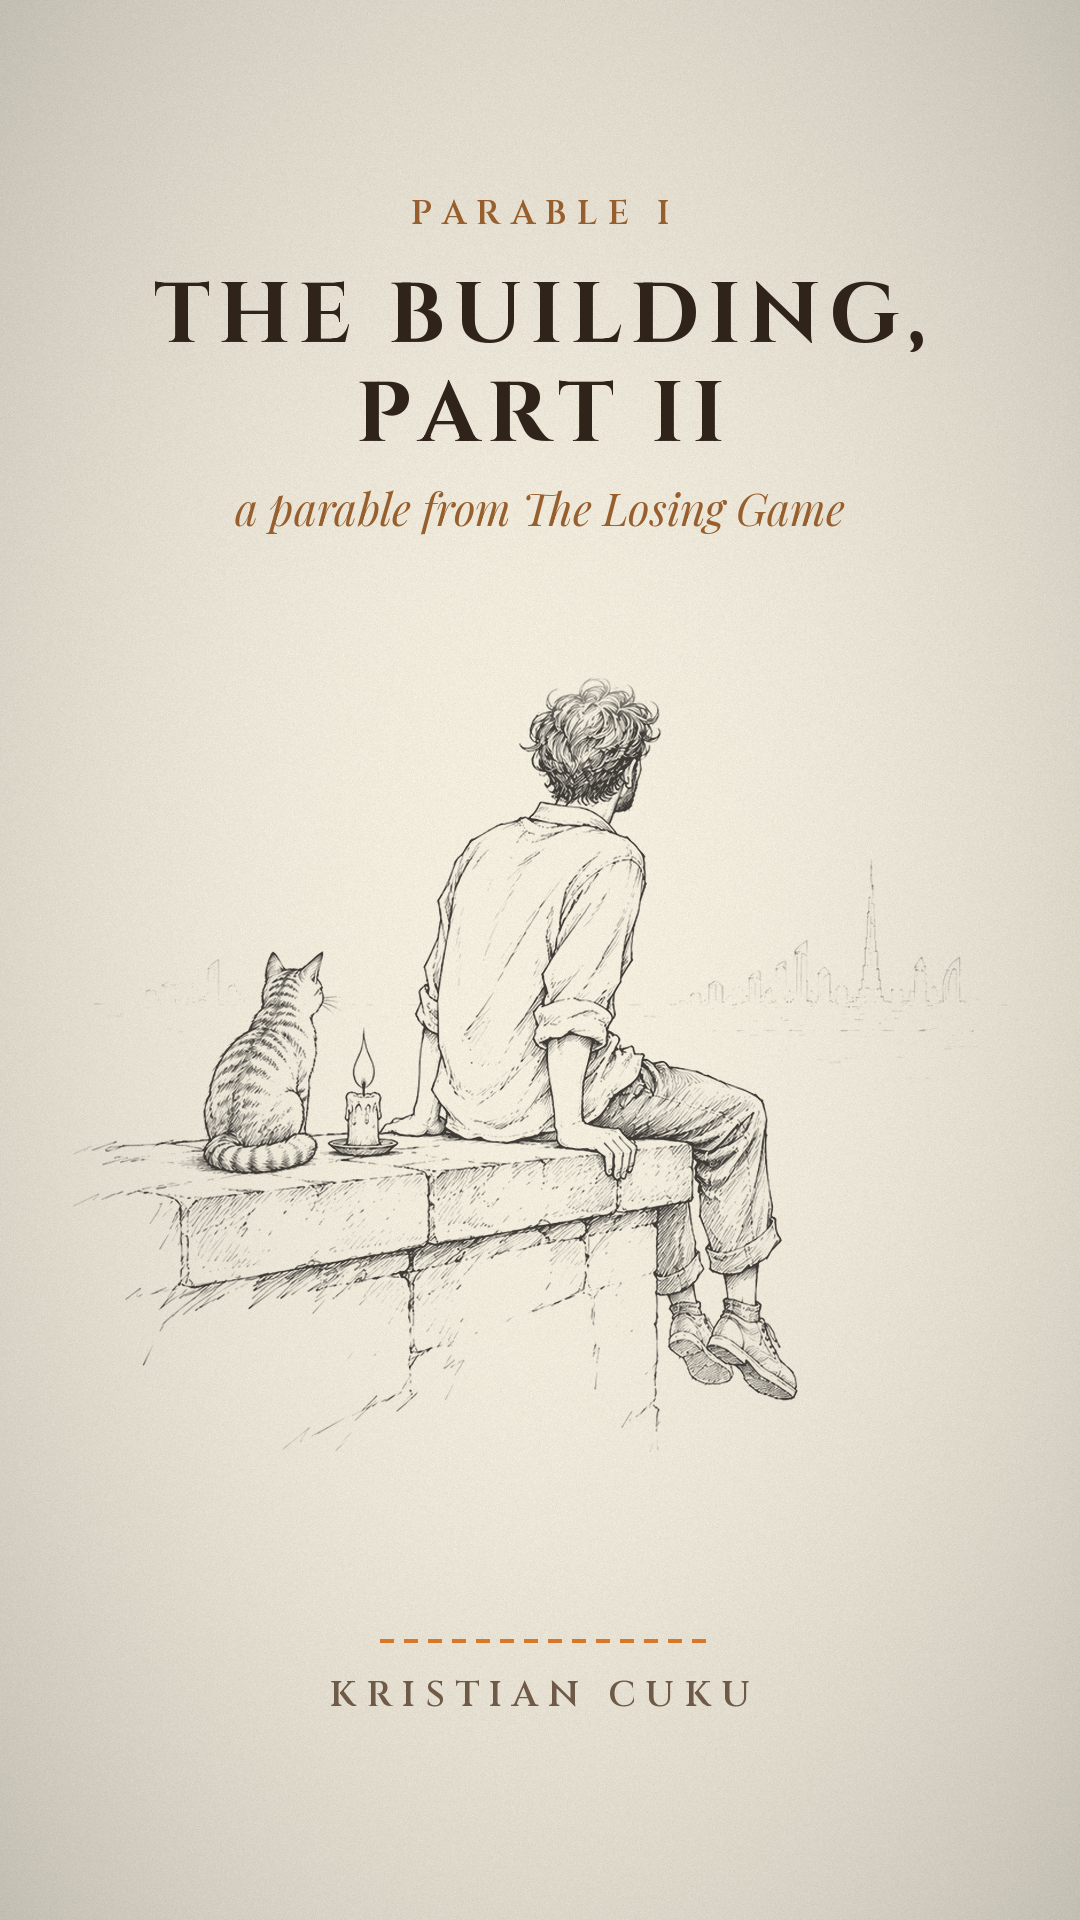 PARABLE I
THE BUILDING,
PART II
a parable from The Losing Game
KRISTIAN CUKU